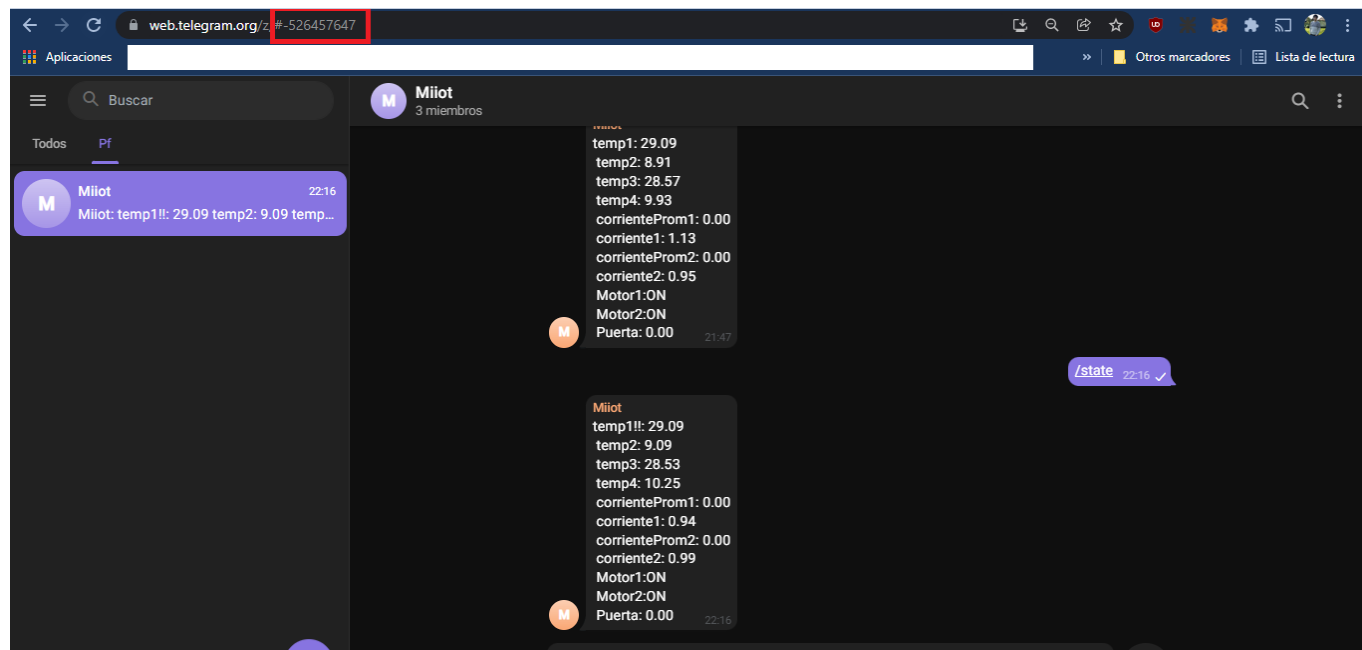 web.telegram.org/z/#-526457647
Aplicaciones
»
Otros marcadores
Lista de lectura
Buscar
Todos
Pf
M
Miiot
22:16
Miiot: temp1!!: 29.09 temp2: 9.09 temp...
M
Miiot
3 miembros
Miiot
temp1: 29.09
temp2: 8.91
temp3: 28.57
temp4: 9.93
corrienteProm1: 0.00
corriente1: 1.13
corrienteProm2: 0.00
corriente2: 0.95
Motor1:ON
Motor2:ON
Puerta: 0.00
21:47
M
/state 22:16
Miiot
temp1!!: 29.09
temp2: 9.09
temp3: 28.53
temp4: 10.25
corrienteProm1: 0.00
corriente1: 0.94
corrienteProm2: 0.00
corriente2: 0.99
Motor1:ON
Motor2:ON
Puerta: 0.00
22:16
M